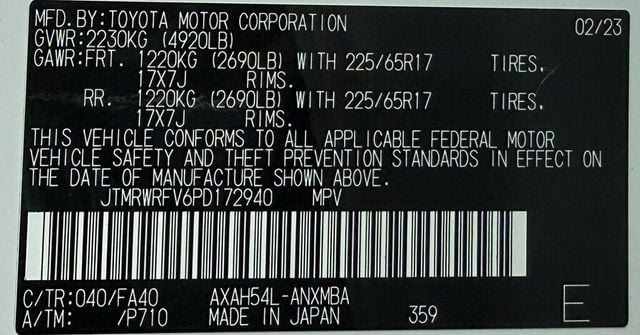 MFD. BY: TOYOTA MOTOR CORPORATION 02/23
GVWR: 2230KG (4920LB)
GAWR: FRT. 1220KG (2690LB) WITH 225/65R17 TIRES,
17X7J RIMS.
RR. 1220KG (2690LB) WITH 225/65R17 TIRES,
17X7J RIMS.
THIS VEHICLE CONFORMS TO ALL APPLICABLE FEDERAL MOTOR
VEHICLE SAFETY AND THEFT PREVENTION STANDARDS IN EFFECT ON
THE DATE OF MANUFACTURE SHOWN ABOVE.
JTMRWRFV6PD172940 MPV
C/TR: 040/FA40 AXAH54L-ANXMBA
A/TM: /P710 MADE IN JAPAN 359 E